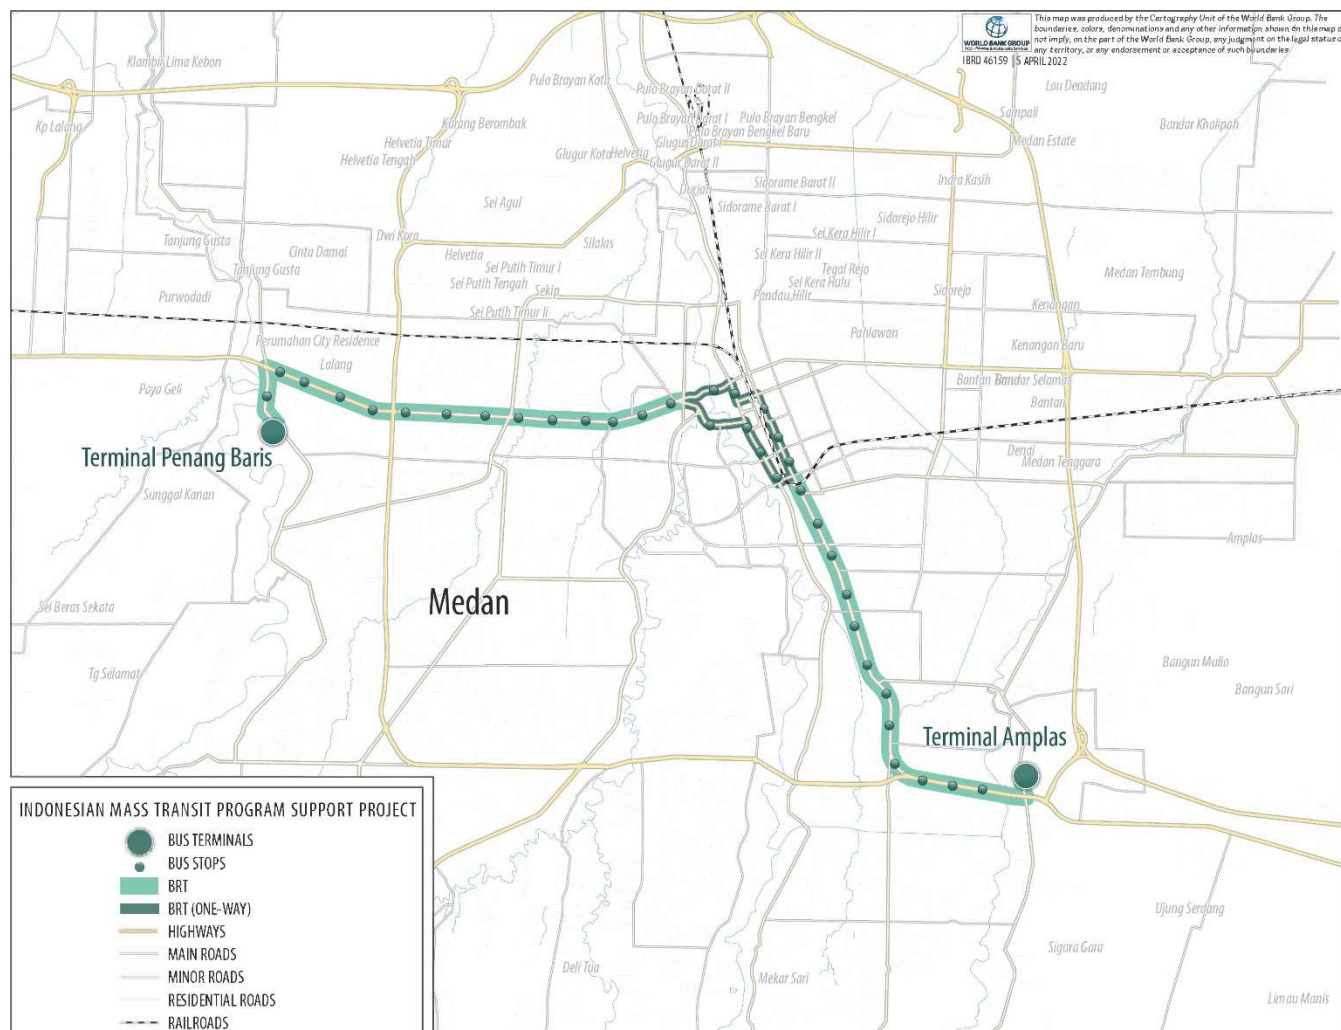 This map was produced by the Cartography Unit of the World Bank Group. The
boundaries, colors, denominations and any other information shown on this map do
not imply, on the part of the World Bank Group, any judgment on the legal status of
any territory, or any endorsement or acceptance of such boundaries.
WORLD BANK GROUP
IBRD 46159 | 5 APRIL 2022
Klambir Lima Kebon
Pulo Brayan Kota
Pulo Brayan Darat II
Lau Dendang
Sampali
Kp Lalang
Karang Berombak
Pulo Brayan Darat I
Pulo Brayan Bengkel
Bandar Khalipah
Pulo Brayan Bengkel Baru
Helvetia Timur
Glugur Darat I
Medan Estate
Helvetia Tengah
Glugur Kota
Helvetia
Glugur Darat II
Durian
Sidorame Barat II
Indra Kasih
Sei Agul
Sidorame Barat I
Sidorejo Hilir
Tanjung Gusta
Cinta Damai
Dwi Kora
Silalas
Sei Kera Hilir I
Helvetia
Sei Kera Hilir II
Tanjung Gusta
Sei Putih Timur I
Tegal Rejo
Medan Tembung
Sei Putih Tengah
Sei Kera Hulu
Purwodadi
Sekip
Pandau Hilir
Sidorejo
Kenangan
Sei Putih Timur Ii
Pahlawan
Perumahan City Residence
Kenangan Baru
Lalang
Paya Geli
Bantan Timur
Bandar Selamat
Bantan
Terminal Penang Baris
Denai
Medan Tenggara
Sunggal Kanan
Amplas
Medan
Sei Beras Sekata
Tg Selamat
Bangun Mulia
Bangun Sari
Terminal Amplas
INDONESIAN MASS TRANSIT PROGRAM SUPPORT PROJECT
BUS TERMINALS
BUS STOPS
BRT
BRT (ONE-WAY)
HIGHWAYS
MAIN ROADS
MINOR ROADS
RESIDENTIAL ROADS
RAILROADS
Deli Tua
Mekar Sari
Sigara Gara
Ujung Serdang
Limau Manis